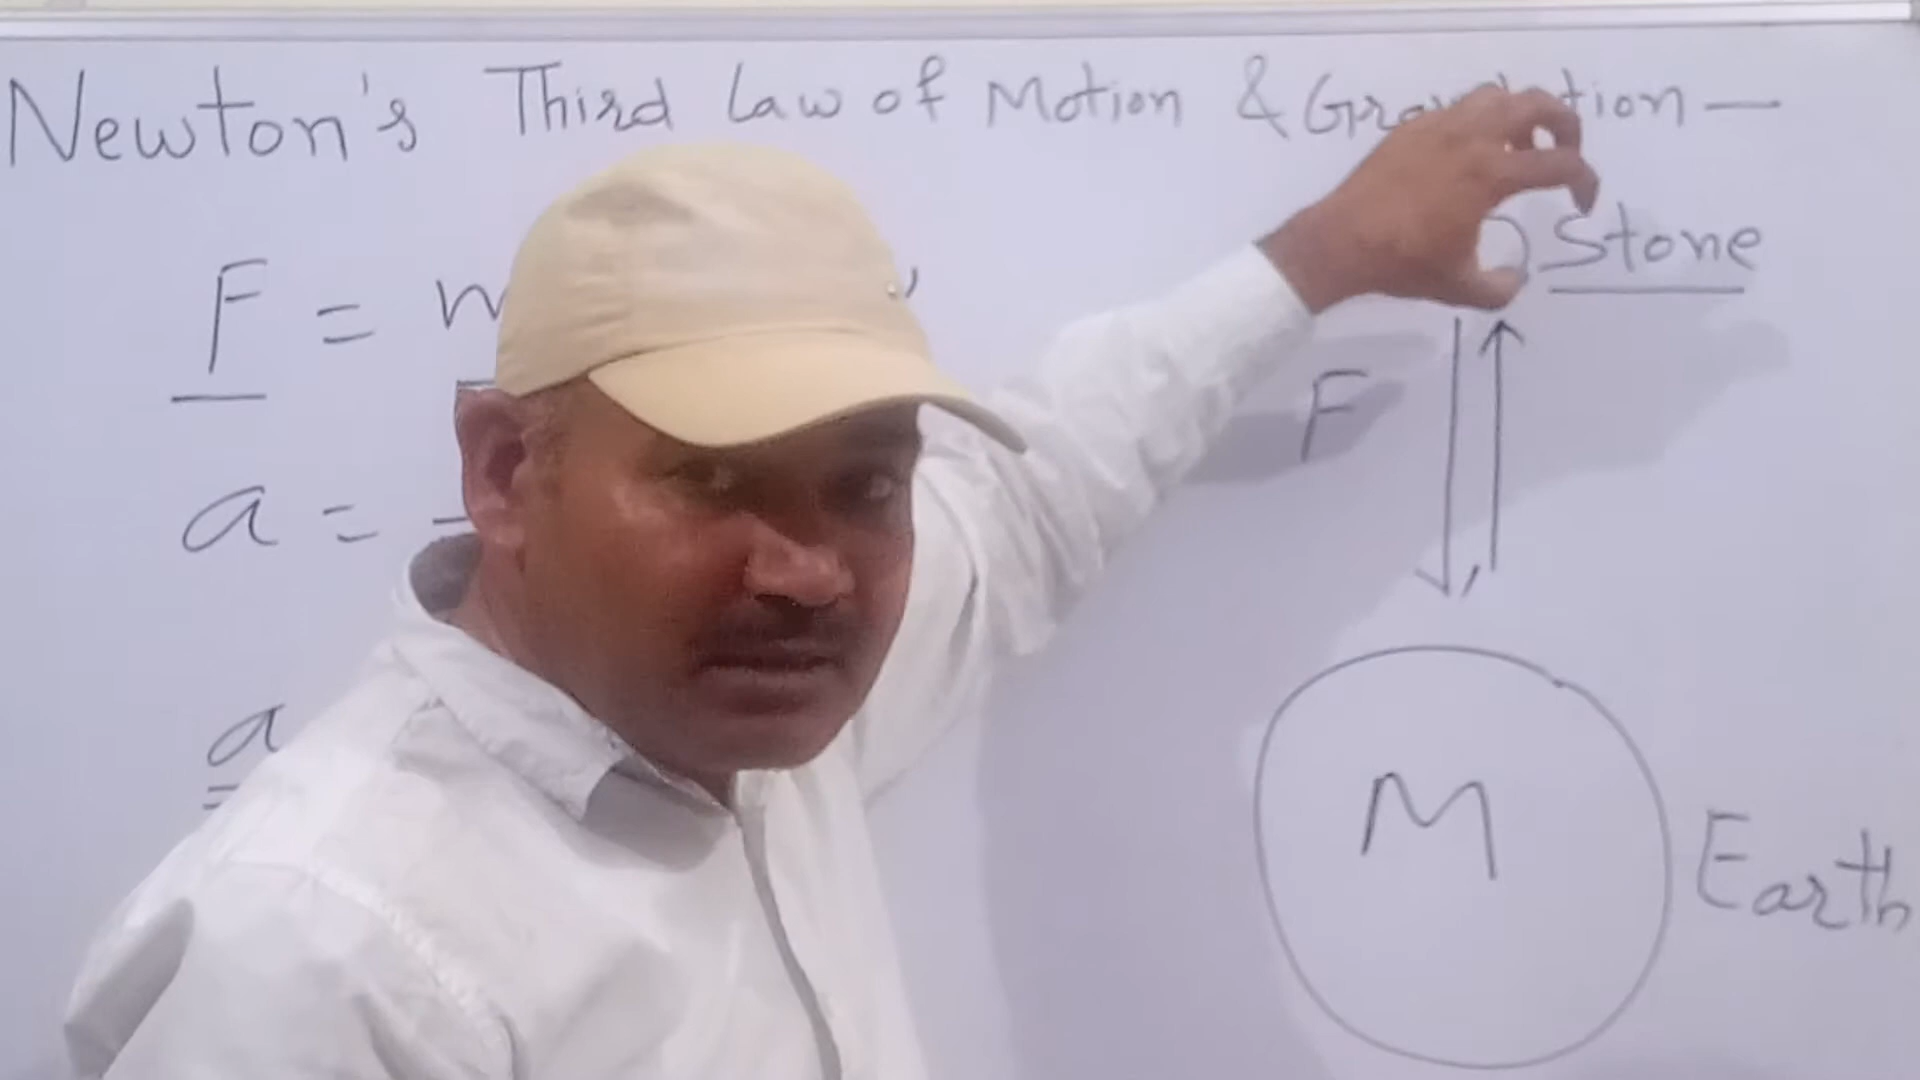 Newton's Third Law of Motion & Gravitation —
Stone
F =
F
a =
a
=
M
Earth